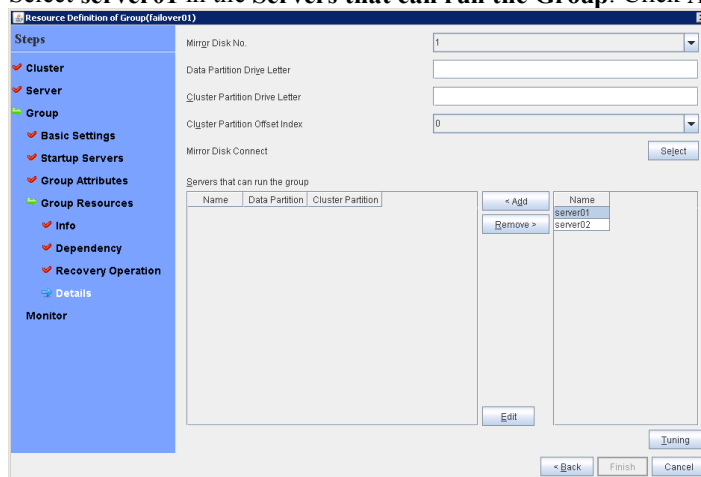 Select server01 in the Servers that can run the Group. Click A
Resource Definition of Group(failover01)
Steps
Cluster
Server
Group
Basic Settings
Startup Servers
Group Attributes
Group Resources
Info
Dependency
Recovery Operation
Details
Monitor
Mirror Disk No.
1
Data Partition Drive Letter
Cluster Partition Drive Letter
Cluster Partition Offset Index
0
Mirror Disk Connect
Select
Servers that can run the group
Name Data Partition Cluster Partition
< Add
Remove >
Name
server01
server02
Edit
Tuning
< Back Finish Cancel